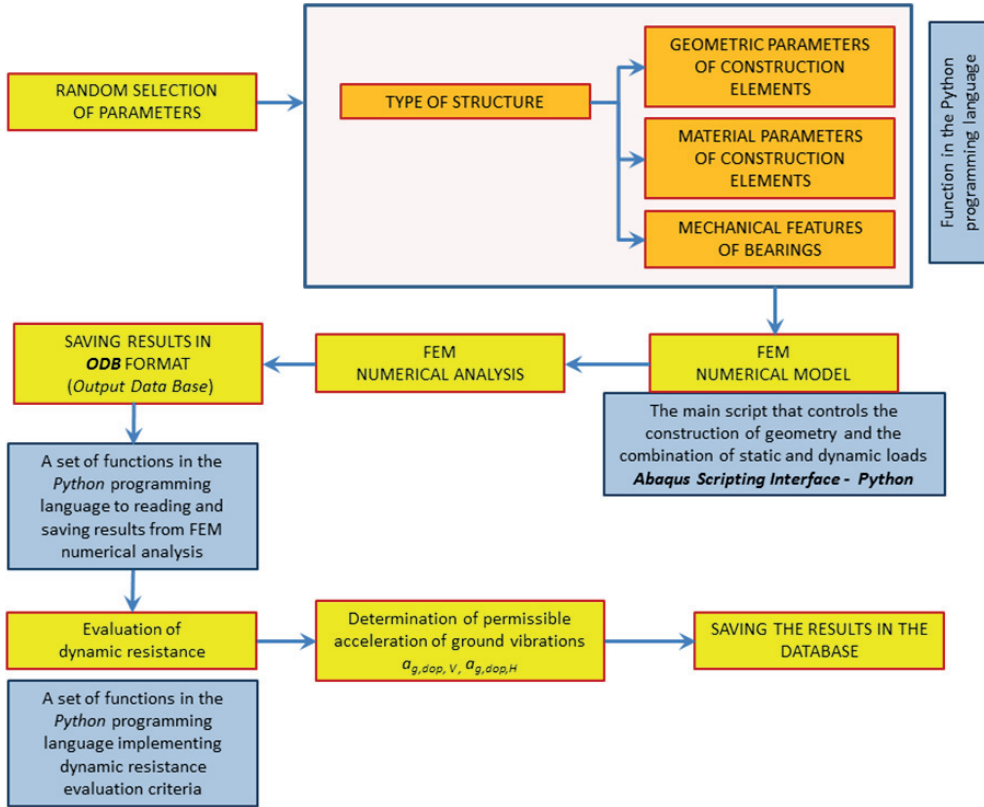 RANDOM SELECTION
OF PARAMETERS
TYPE OF STRUCTURE
GEOMETRIC PARAMETERS
OF CONSTRUCTION
ELEMENTS
MATERIAL PARAMETERS
OF CONSTRUCTION
ELEMENTS
MECHANICAL FEATURES
OF BEARINGS
Function in the Python
programming language
FEM
NUMERICAL MODEL
The main script that controls the
construction of geometry and the
combination of static and dynamic loads
Abaqus Scripting Interface - Python
FEM
NUMERICAL ANALYSIS
SAVING RESULTS IN
ODB FORMAT
(Output Data Base)
A set of functions in the
Python programming
language to reading and
saving results from FEM
numerical analysis
Evaluation of
dynamic resistance
A set of functions in the
Python programming
language implementing
dynamic resistance
evaluation criteria
Determination of permissible
acceleration of ground vibrations
a_{g,dop, V}, a_{g,dop,H}
SAVING THE RESULTS IN THE
DATABASE